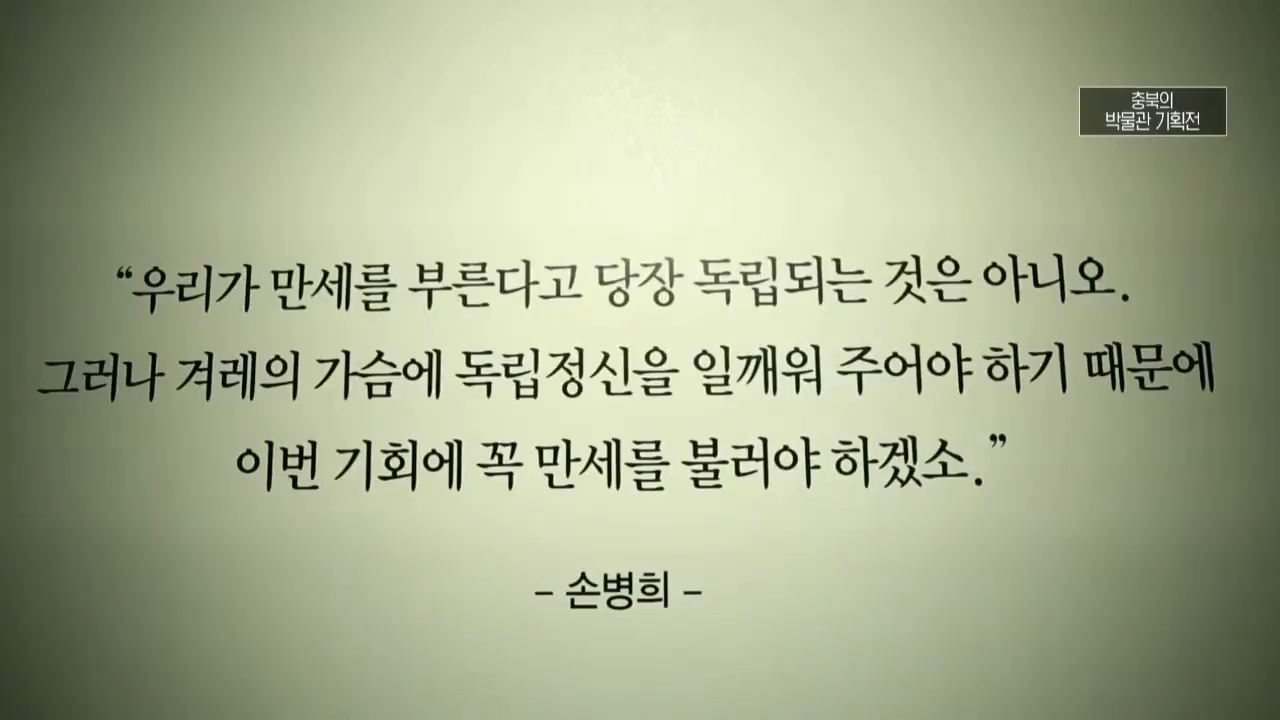 충북의
박물관 기획전
“우리가 만세를 부른다고 당장 독립되는 것은 아니오.
그러나 겨레의 가슴에 독립정신을 일깨워 주어야 하기 때문에
이번 기회에 꼭 만세를 불러야 하겠소.”
- 손병희 -